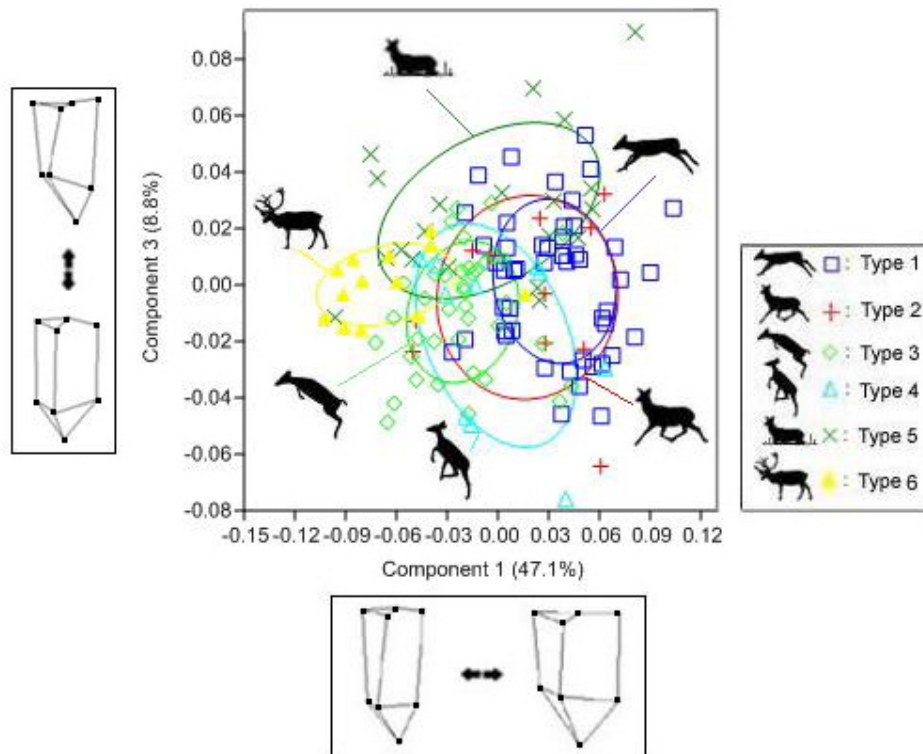 0.08
0.06
0.04
0.02
0.00
-0.02
-0.04
-0.06
-0.08
Component 3 (8.8%)
-0.15 -0.12 -0.09 -0.06 -0.03 0.00 0.03 0.06 0.09 0.12
Component 1 (47.1%)
: Type 1
: Type 2
: Type 3
: Type 4
: Type 5
: Type 6